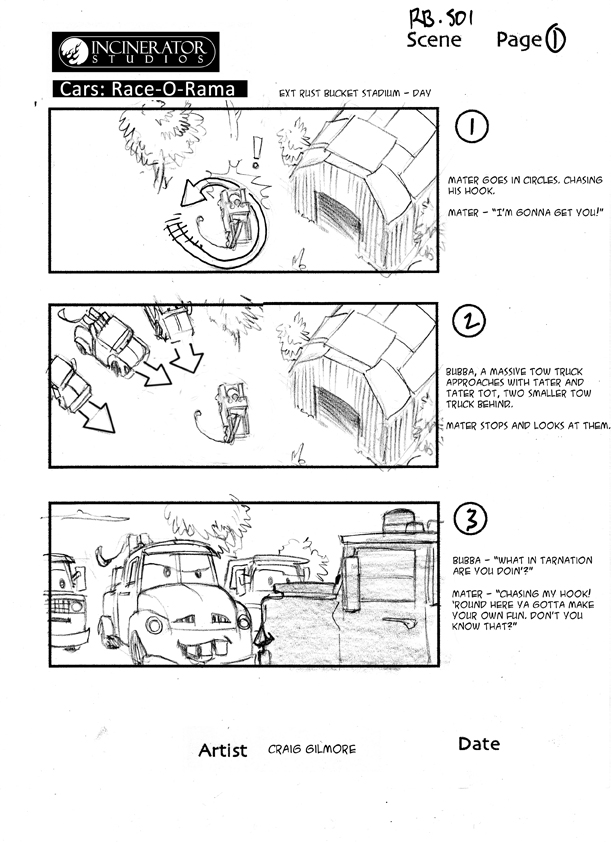 RB.S01
Scene Page 1
INCINERATOR
STUDIOS
Cars: Race-O-Rama
EXT RUST BUCKET STADIUM - DAY
1
!
MATER GOES IN CIRCLES. CHASING
HIS HOOK.
MATER - "I'M GONNA GET YOU!"
2
BUBBA, A MASSIVE TOW TRUCK
APPROACHES WITH TATER AND
TATER TOT, TWO SMALLER TOW
TRUCK BEHIND.
MATER STOPS AND LOOKS AT THEM.
3
BUBBA - "WHAT IN TARNATION
ARE YOU DOIN'?"
MATER - "CHASING MY HOOK!
'ROUND HERE YA GOTTA MAKE
YOUR OWN FUN. DON'T YOU
KNOW THAT?"
Artist CRAIG GILMORE Date